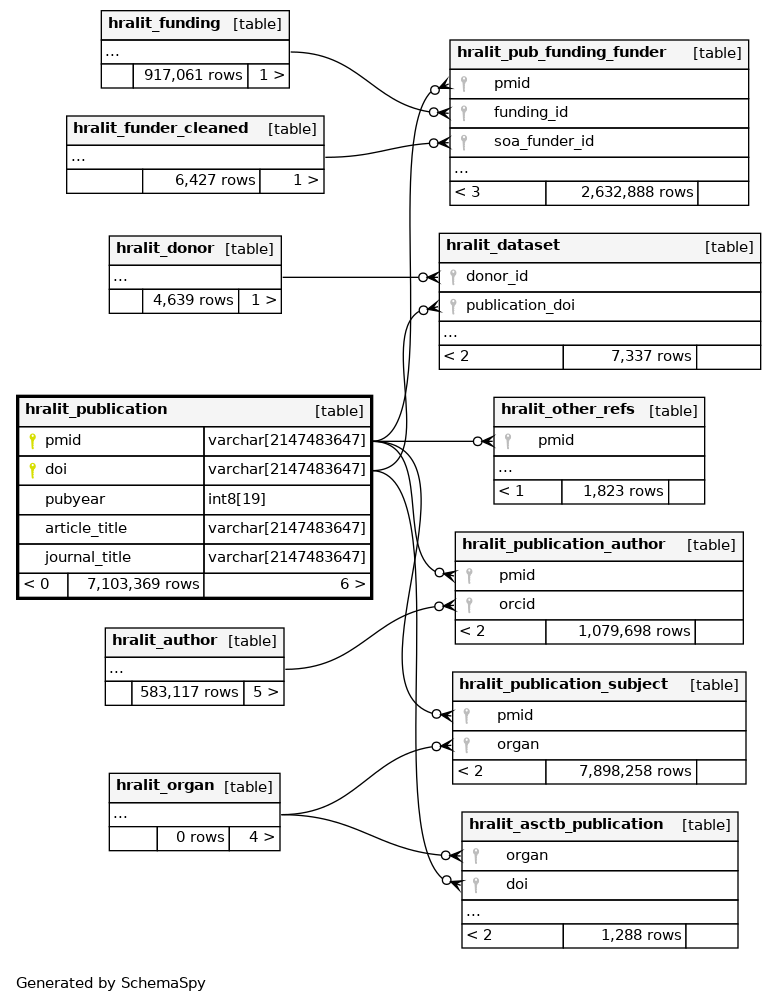 hralit_funding [table]
...
917,061 rows 1 >
hralit_funder_cleaned [table]
...
6,427 rows 1 >
hralit_donor [table]
...
4,639 rows 1 >
hralit_publication [table]
pmid varchar[2147483647]
doi varchar[2147483647]
pubyear int8[19]
article_title varchar[2147483647]
journal_title varchar[2147483647]
< 0 7,103,369 rows 6 >
hralit_author [table]
...
583,117 rows 5 >
hralit_organ [table]
...
0 rows 4 >
hralit_pub_funding_funder [table]
pmid
funding_id
soa_funder_id
...
< 3 2,632,888 rows
hralit_dataset [table]
donor_id
publication_doi
...
< 2 7,337 rows
hralit_other_refs [table]
pmid
...
< 1 1,823 rows
hralit_publication_author [table]
pmid
orcid
< 2 1,079,698 rows
hralit_publication_subject [table]
pmid
organ
< 2 7,898,258 rows
hralit_asctb_publication [table]
organ
doi
...
< 2 1,288 rows
Generated by SchemaSpy